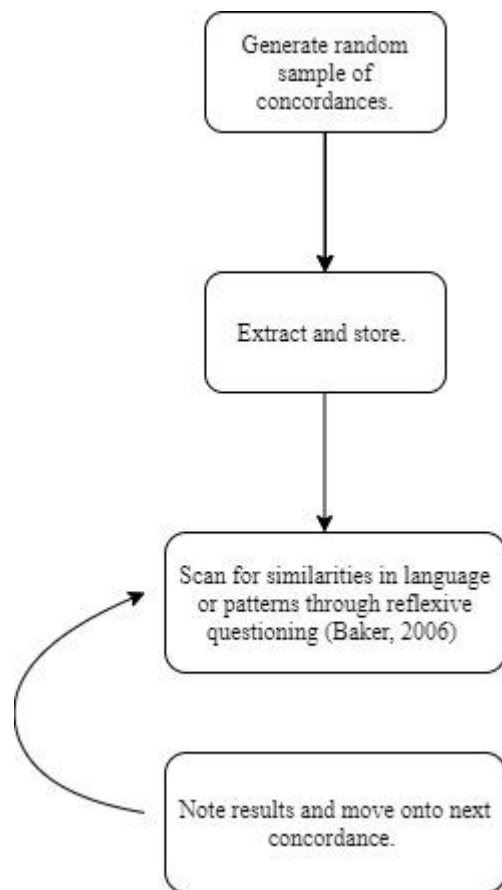 Generate random
sample of
concordances.
Extract and store.
Scan for similarities in language
or patterns through reflexive
questioning (Baker, 2006)
Note results and move onto next
concordance.